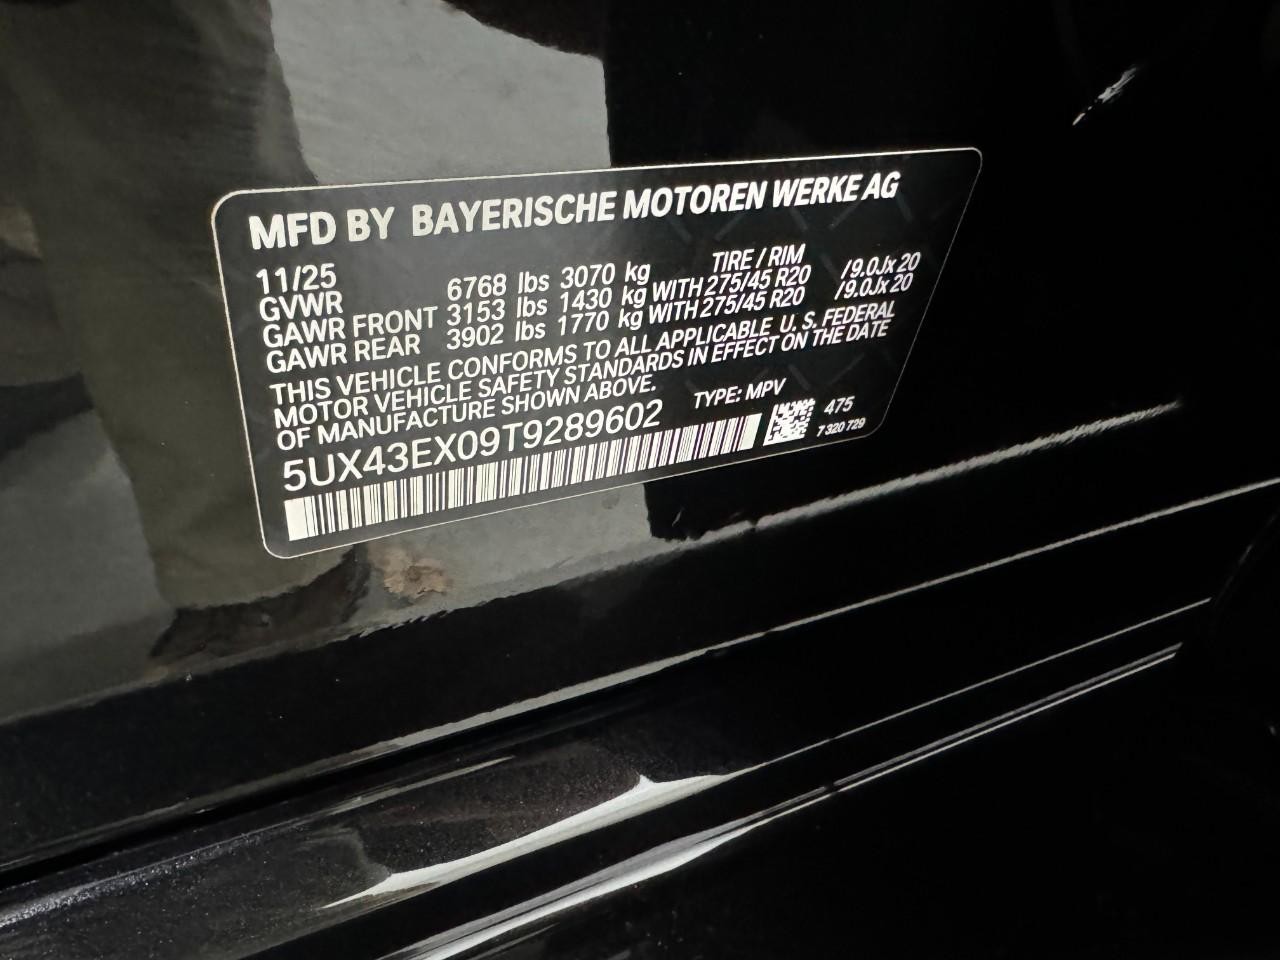 MFD BY BAYERISCHE MOTOREN WERKE AG
11/25 TIRE / RIM
GVWR 6768 lbs 3070 kg
GAWR FRONT 3153 lbs 1430 kg WITH 275/45 R20 /9.0Jx 20
GAWR REAR 3902 lbs 1770 kg WITH 275/45 R20 /9.0Jx 20
THIS VEHICLE CONFORMS TO ALL APPLICABLE U. S. FEDERAL
MOTOR VEHICLE SAFETY STANDARDS IN EFFECT ON THE DATE
OF MANUFACTURE SHOWN ABOVE.
5UX43EX09T9289602 TYPE: MPV
475
7 320 729